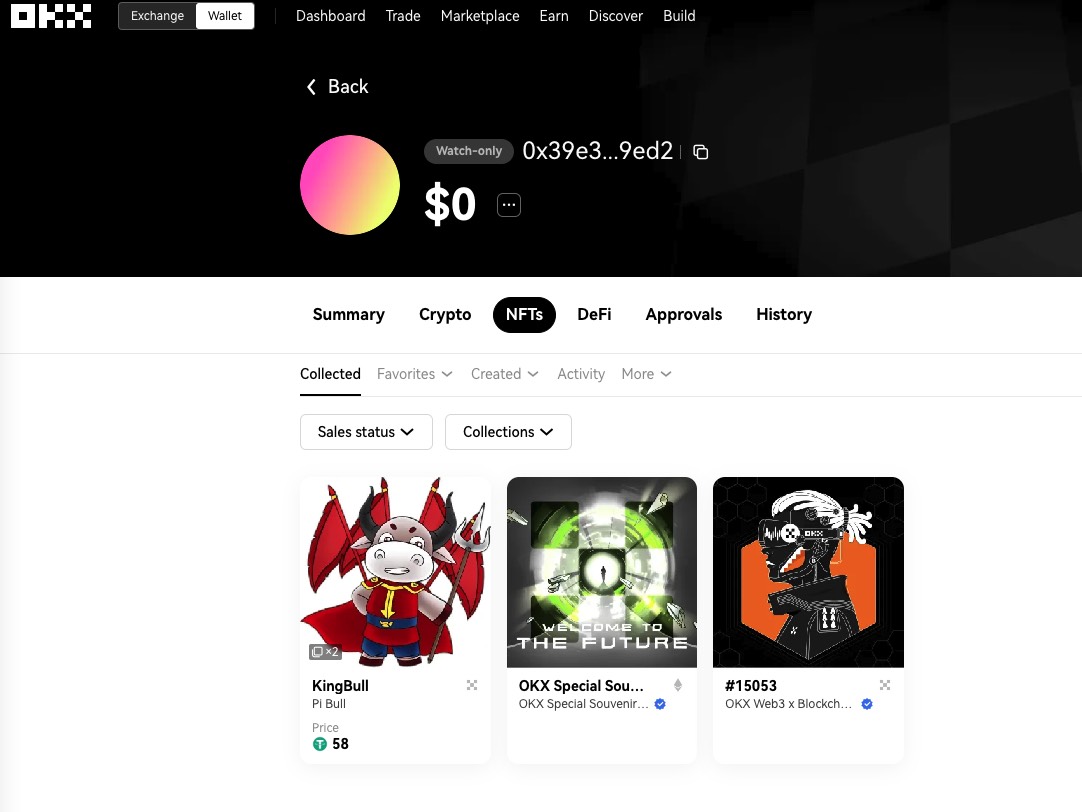 OKX
Exchange Wallet Dashboard Trade Marketplace Earn Discover Build
Back
Watch-only 0x39e3...9ed2
$0
Summary Crypto NFTs DeFi Approvals History
Collected Favorites Created Activity More
Sales status Collections
×2
WELCOME TO
THE FUTURE
OKX
KingBull
Pi Bull
Price
T 58
OKX Special Sou...
OKX Special Souvenir...
#15053
OKX Web3 x Blockch...